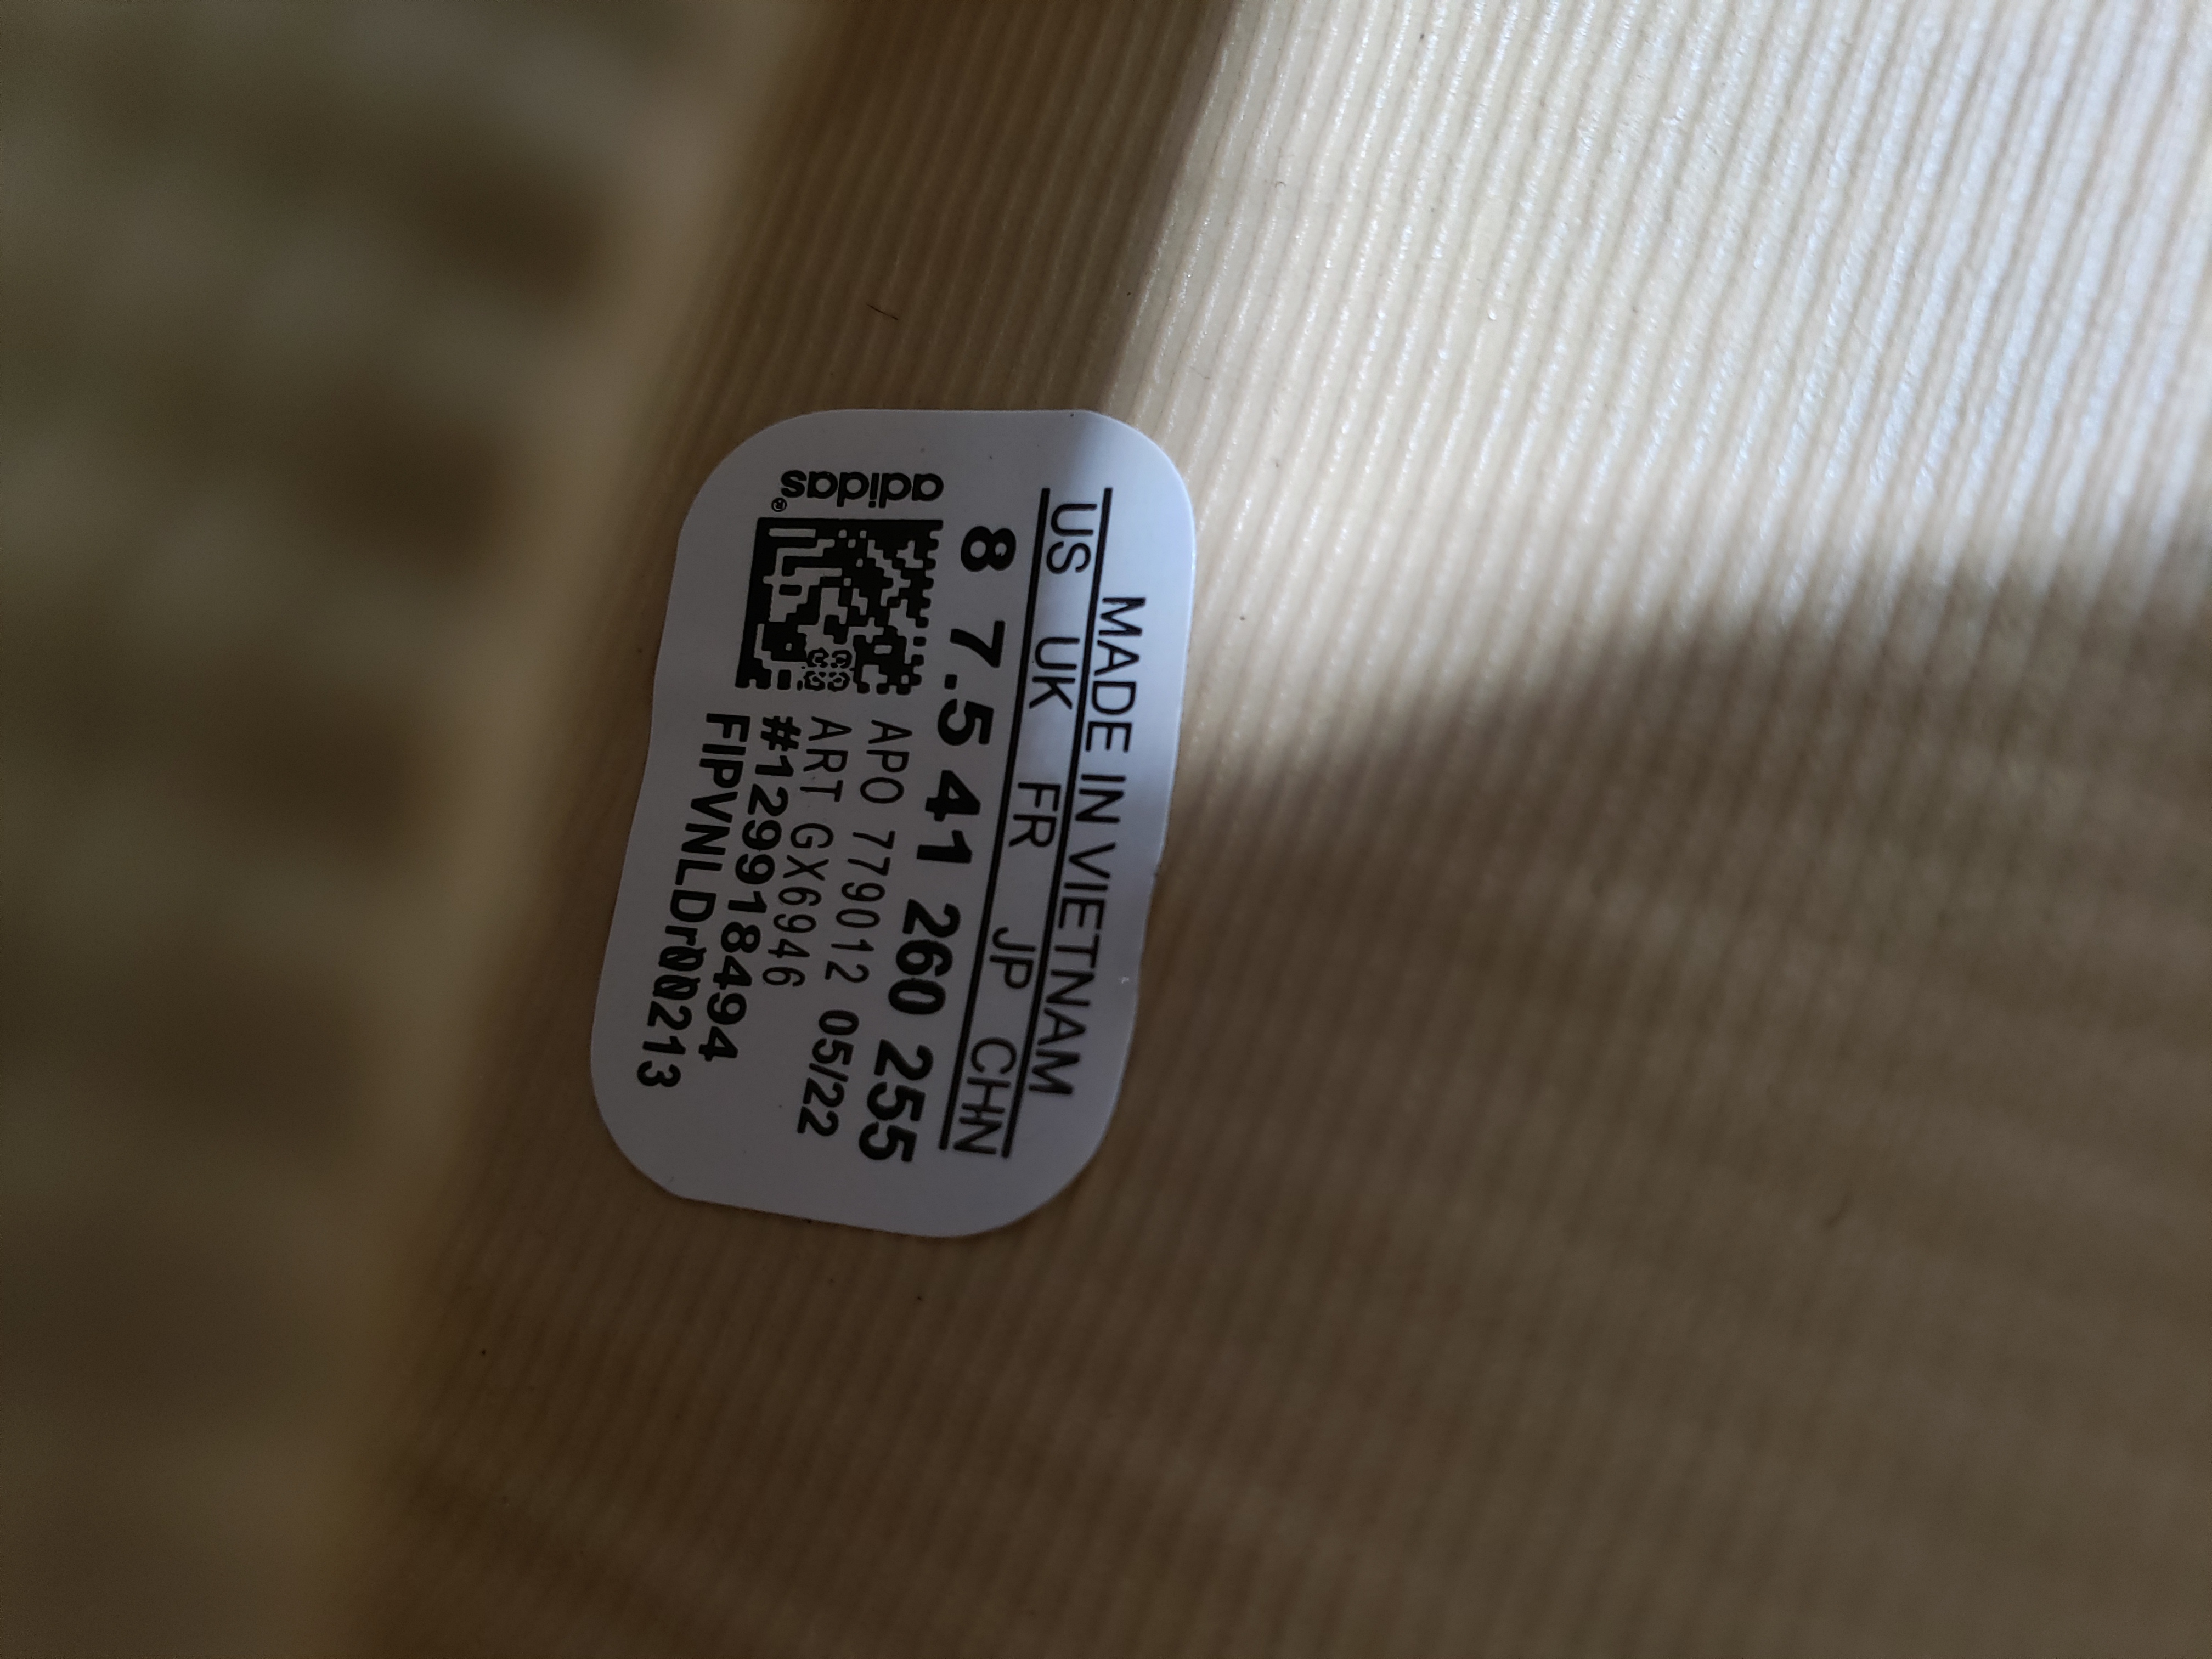 MADE IN VIETNAM
US UK FR JP CHN
8 7.5 41 260 255
adidas®
APO 779012 05/22
ART GX6946
#1299184944
FIPVNLDr00213